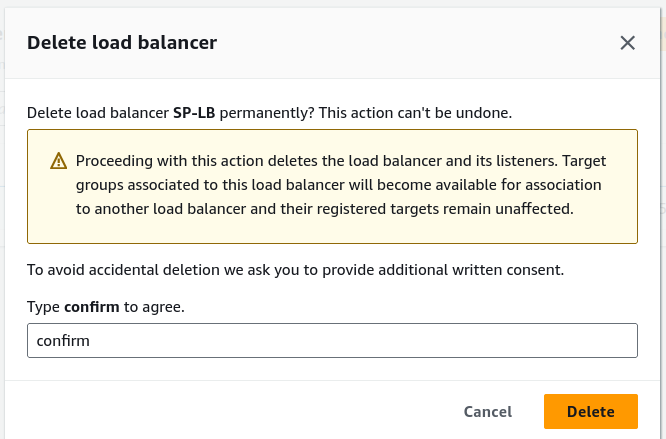 Delete load balancer
Delete load balancer SP-LB permanently? This action can't be undone.
Proceeding with this action deletes the load balancer and its listeners. Target
groups associated to this load balancer will become available for association
to another load balancer and their registered targets remain unaffected.
To avoid accidental deletion we ask you to provide additional written consent.
Type confirm to agree.
confirm
Cancel
Delete